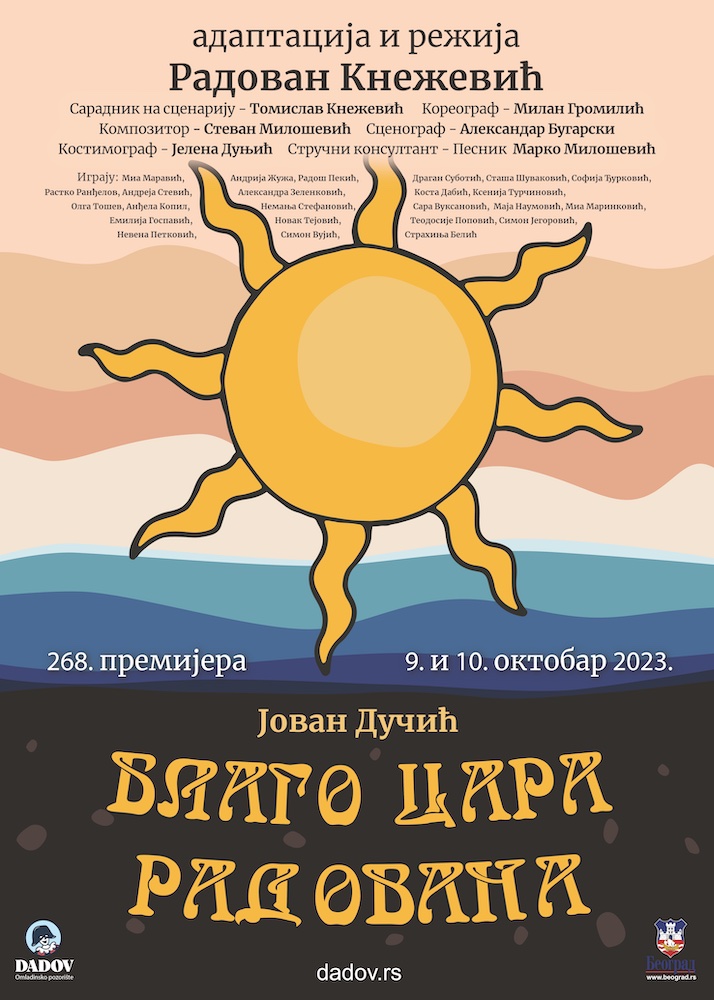 адаптација и режија
Радован Кнежевић
Сарадник на сценарију - Томислав Кнежевић Кореограф - Милан Громилић
Композитор - Стеван Милошевић Сценограф - Александар Бугарски
Костимограф - Јелена Дуњић Стручни консултант - Песник Марко Милошевић
Играју: Миа Маравић, Андрија Жужа, Радош Пекић, Драган Суботић, Сташа Шуваковић, Софија Ђурковић,
Растко Ранђелов, Андреја Стевић, Александра Зеленковић, Коста Дабић, Ксенија Турчиновић,
Олга Тошев, Анђела Копил, Немања Стефановић, Сара Вуксановић, Маја Наумовић, Миа Маринковић,
Емилија Госпавић, Новак Тејовић, Теодосије Поповић, Симон Јегоровић,
Невена Петковић, Симон Вујић, Страхиња Белић
268. премијера 9. и 10. октобар 2023.
Јован Дучић
БЛАГО ЦАРА
РАДОВАНА
DADOV
Omladinsko pozorište
dadov.rs
Београд
www.beograd.rs